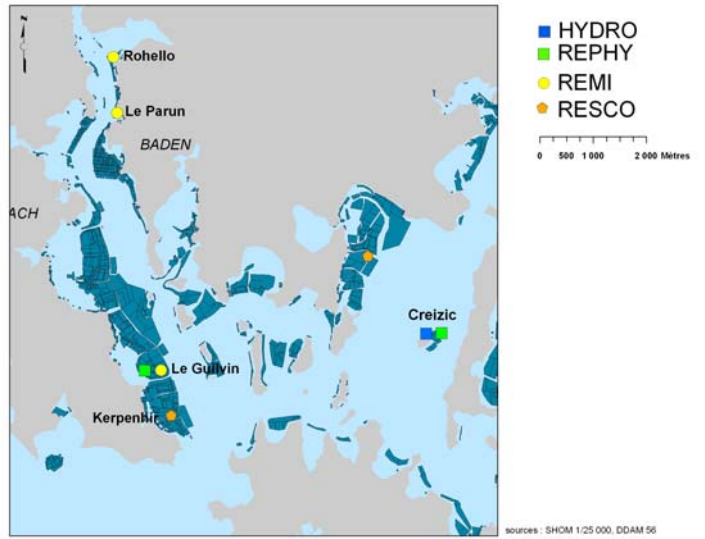 N
Rohello
Le Parun
BADEN
ACH
Creizic
Le Guilvin
Kerpenhir
HYDRO
REPHY
REMI
RESCO
0 500 1 000 2 000 Mètres
sources : SHOM 1/25 000, DDAM 56